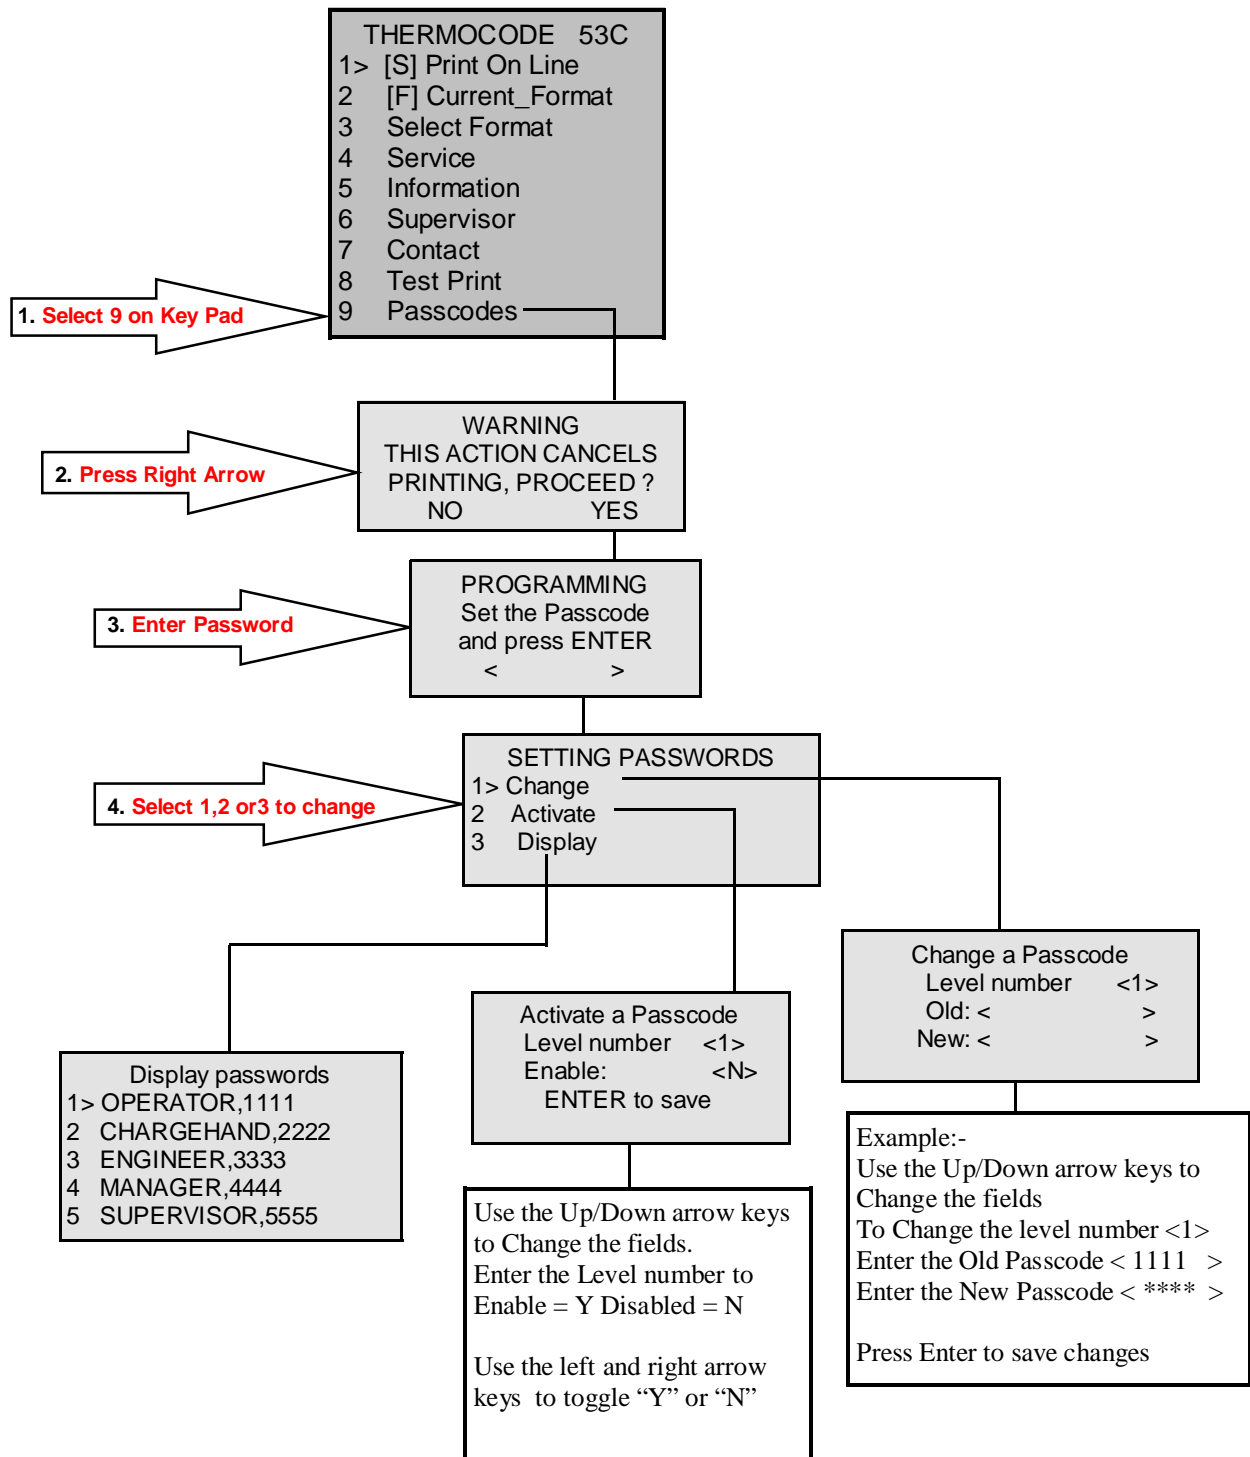 THERMOCODE 53C
1> [S] Print On Line
2 [F] Current_Format
3 Select Format
4 Service
5 Information
6 Supervisor
7 Contact
8 Test Print
9 Passcodes
1. Select 9 on Key Pad
WARNING
THIS ACTION CANCELS
PRINTING, PROCEED ?
NO YES
2. Press Right Arrow
PROGRAMMING
Set the Passcode
and press ENTER
< >
3. Enter Password
SETTING PASSWORDS
1> Change
2 Activate
3 Display
4. Select 1,2 or3 to change
Display passwords
1> OPERATOR,1111
2 CHARGEHAND,2222
3 ENGINEER,3333
4 MANAGER,4444
5 SUPERVISOR,5555
Activate a Passcode
Level number <1>
Enable: <N>
ENTER to save
Use the Up/Down arrow keys
to Change the fields.
Enter the Level number to
Enable = Y Disabled = N
Use the left and right arrow
keys to toggle “Y” or “N”
Change a Passcode
Level number <1>
Old: < >
New: < >
Example:-
Use the Up/Down arrow keys to
Change the fields
To Change the level number <1>
Enter the Old Passcode < 1111 >
Enter the New Passcode < **** >
Press Enter to save changes